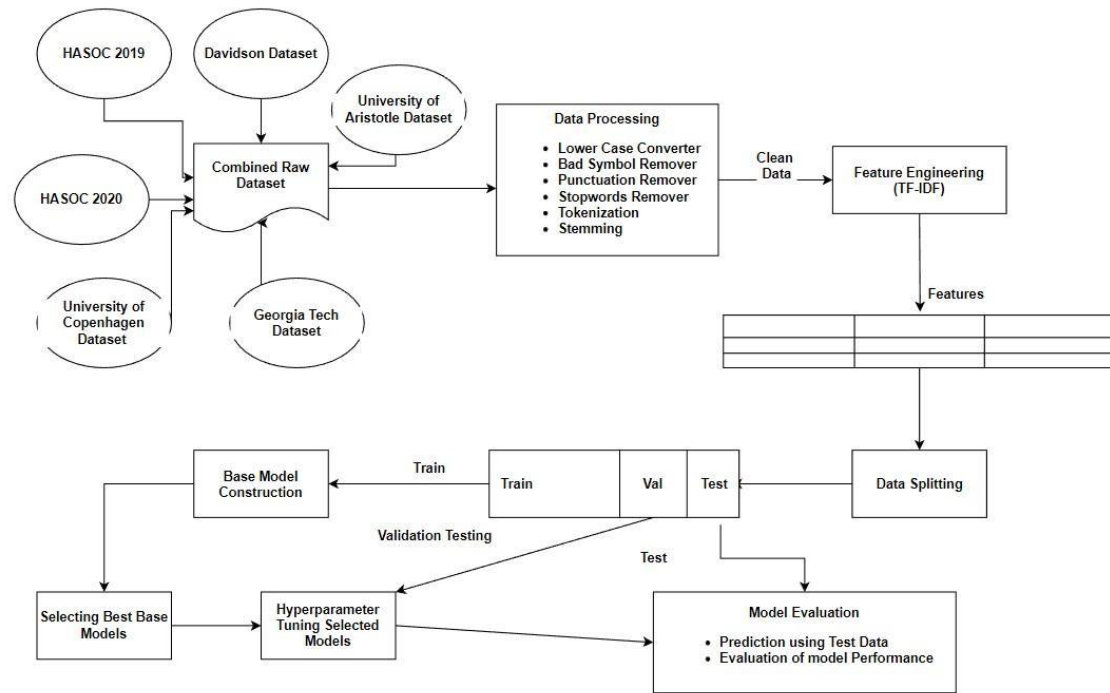 HASOC 2019
Davidson Dataset
University of
Aristotle Dataset
Combined Raw
Dataset
HASOC 2020
University of
Copenhagen
Dataset
Georgia Tech
Dataset
Data Processing
• Lower Case Converter
• Bad Symbol Remover
• Punctuation Remover
• Stopwords Remover
• Tokenization
• Stemming
Clean
Data
Feature Engineering
(TF-IDF)
Features
Data Splitting
Train
Val
Test
Train
Base Model
Construction
Validation Testing
Test
Selecting Best Base
Models
Hyperparameter
Tuning Selected
Models
Model Evaluation
• Prediction using Test Data
• Evaluation of model Performance